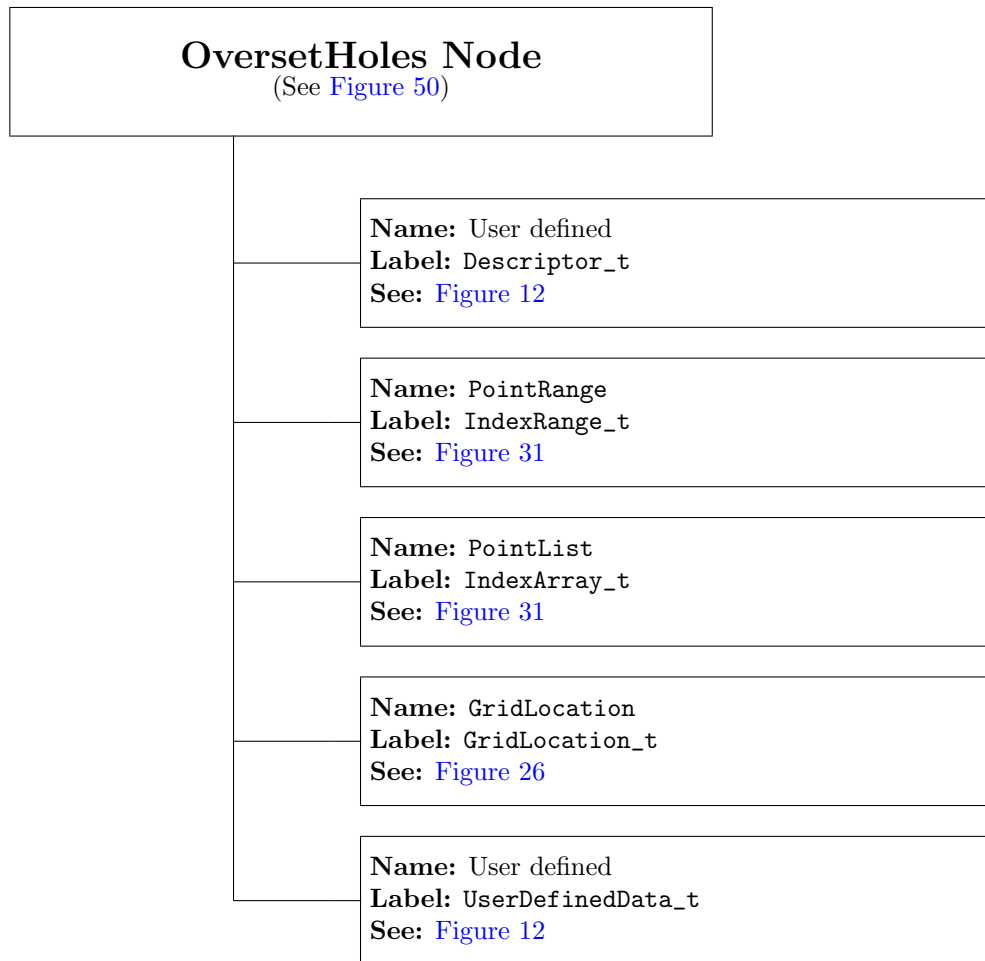 OversetHoles Node
(See Figure 50)
Name: User defined
Label: Descriptor_t
See: Figure 12
Name: PointRange
Label: IndexRange_t
See: Figure 31
Name: PointList
Label: IndexArray_t
See: Figure 31
Name: GridLocation
Label: GridLocation_t
See: Figure 26
Name: User defined
Label: UserDefinedData_t
See: Figure 12